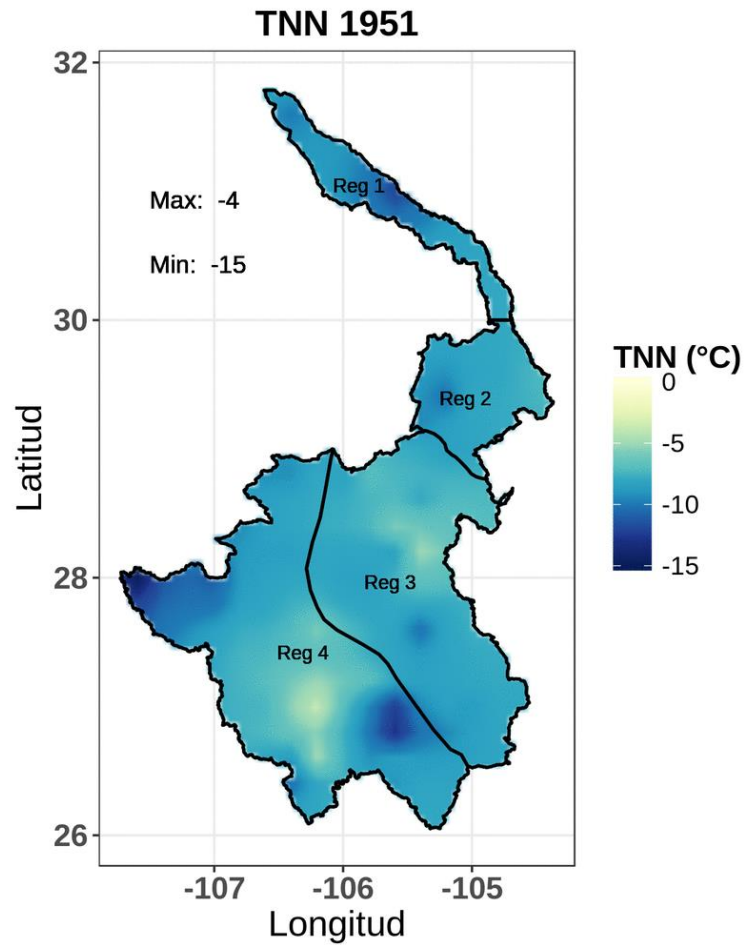 TNN 1951
32
30
28
26
Latitud
Max:  -4
Min:  -15
Reg 1
Reg 2
Reg 3
Reg 4
-107
-106
-105
Longitud
TNN (°C)
0
-5
-10
-15